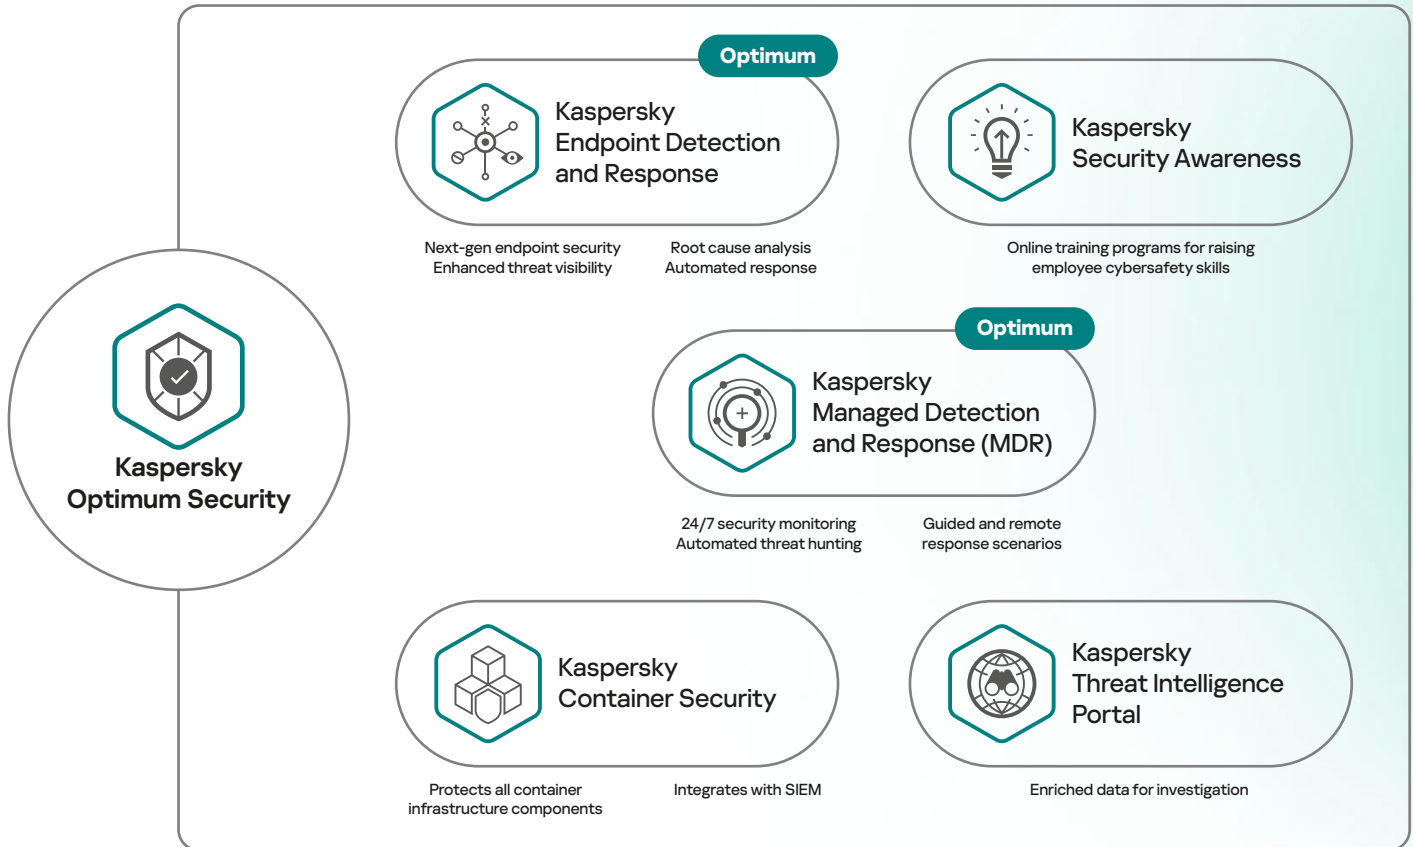 Kaspersky
Optimum Security
Optimum
Kaspersky
Endpoint Detection
and Response
Next-gen endpoint security
Enhanced threat visibility
Root cause analysis
Automated response
Kaspersky
Security Awareness
Online training programs for raising
employee cybersafety skills
Optimum
Kaspersky
Managed Detection
and Response (MDR)
24/7 security monitoring
Automated threat hunting
Guided and remote
response scenarios
Kaspersky
Container Security
Protects all container
infrastructure components
Integrates with SIEM
Kaspersky
Threat Intelligence
Portal
Enriched data for investigation